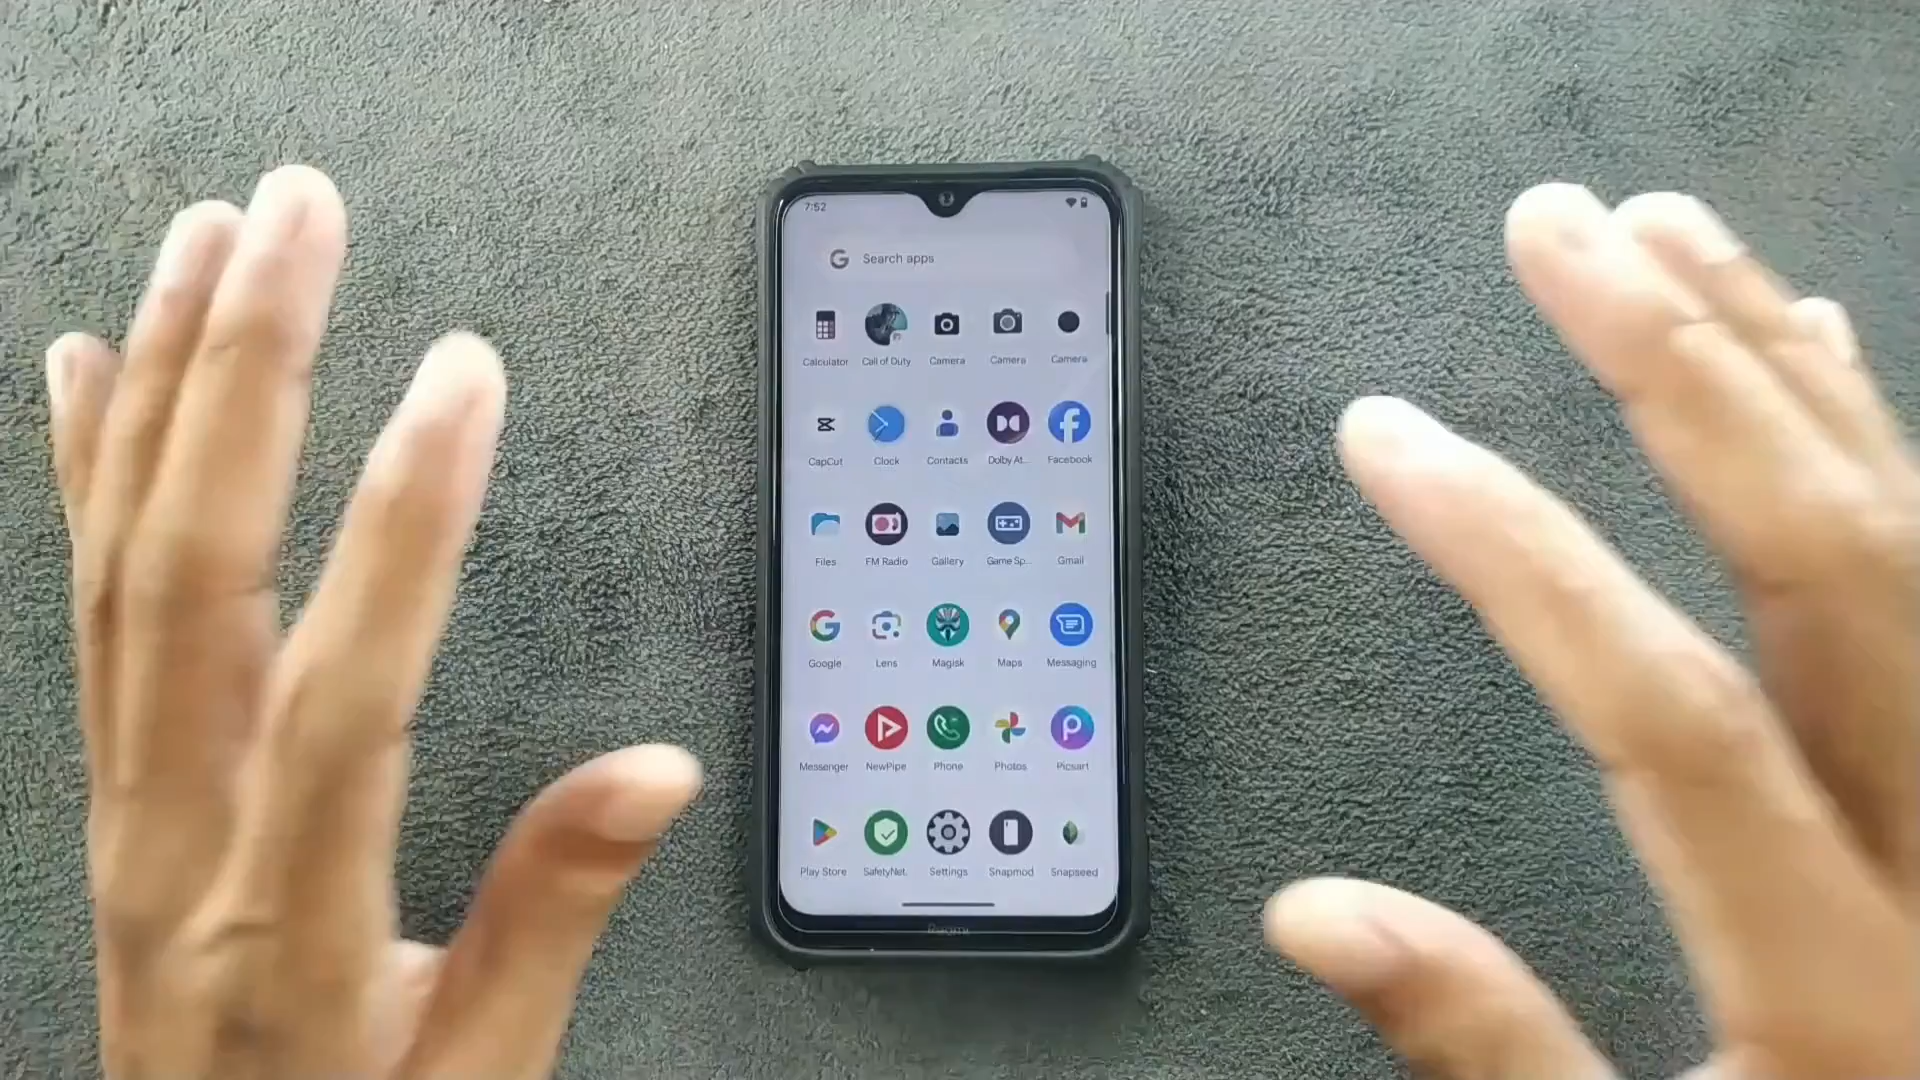 7:52
Search apps
Calculator Call of Duty Camera Camera Camera
CapCut Clock Contacts Dolby At... Facebook
Files FM Radio Gallery Game Sp... Gmail
Google Lens Magisk Maps Messaging
Messenger NewPipe Phone Photos Picsart
Play Store SafetyNet. Settings Snapmod Snapseed